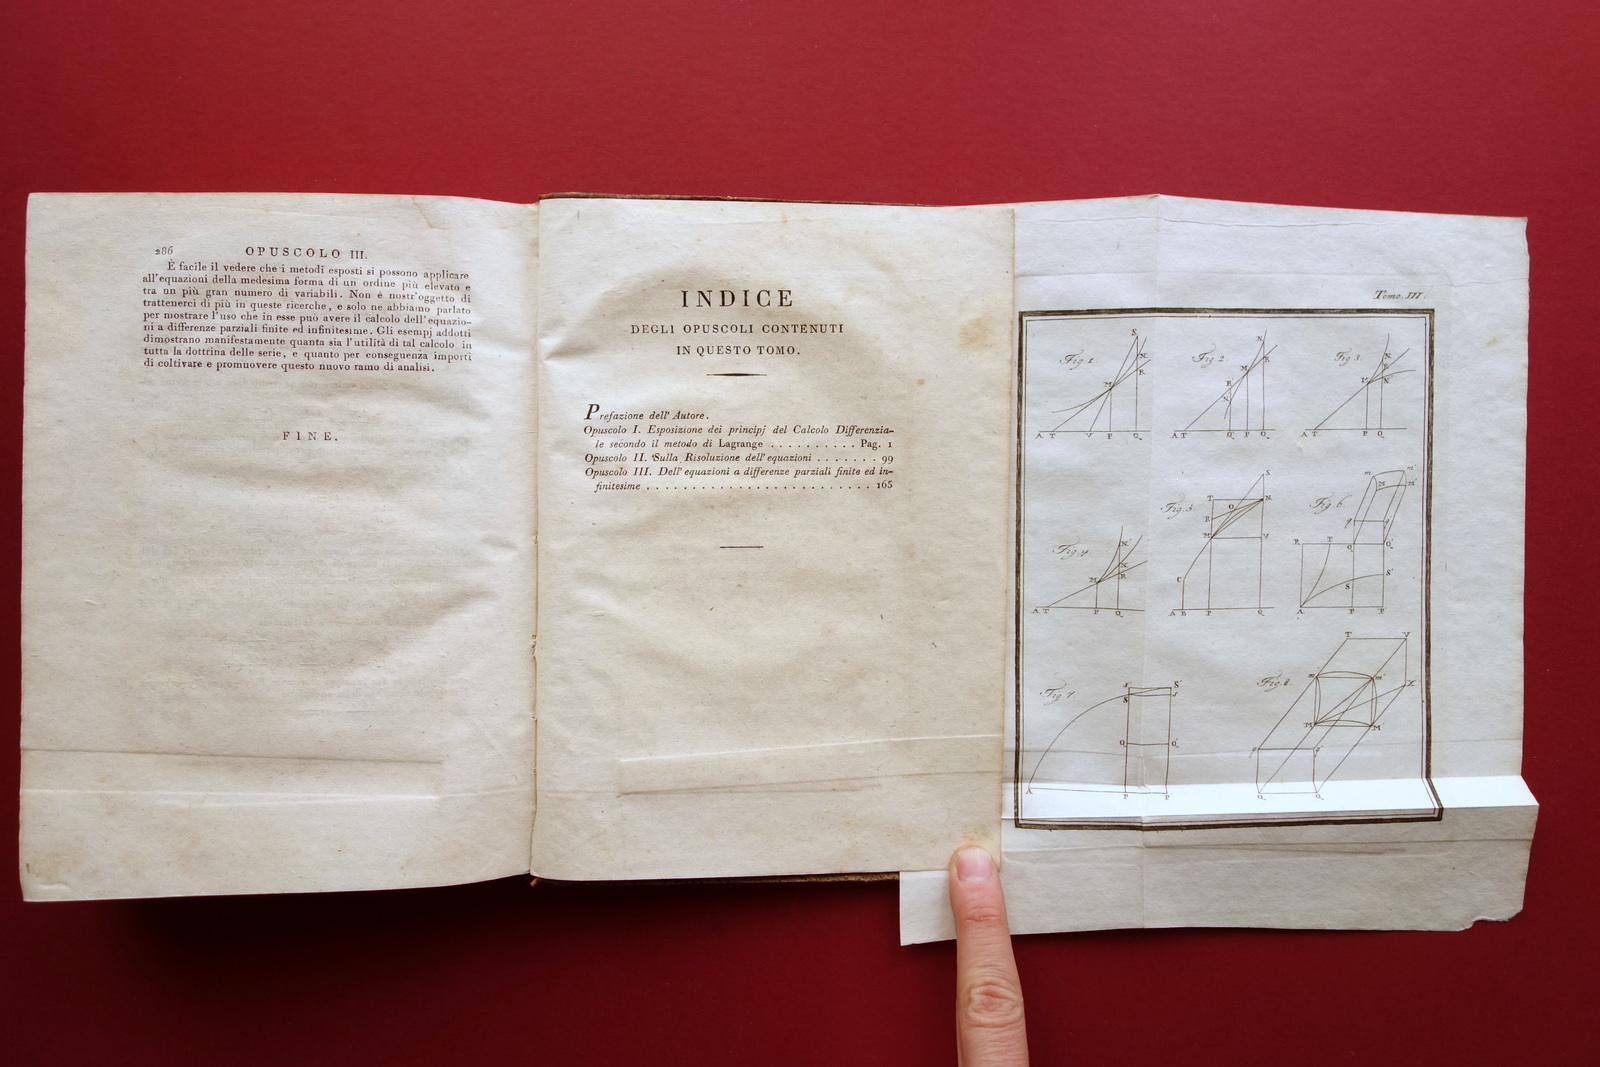 286
OPUSCOLO III.
È facile il vedere che i metodi esposti si possono applicare
all'equazioni della medesima forma di un ordine più elevato e
tra un più gran numero di variabili. Non è nostr'oggetto di
trattenerci di più in queste ricerche, e solo ne abbiamo parlato
per mostrare l'uso che in esse può avere il calcolo dell'equazio-
ni a differenze parziali finite ed infinitesime. Gli esempj addotti
dimostrano manifestamente quanta sia l'utilità di tal calcolo in
tutta la dottrina delle serie, e quanto per conseguenza importi
di coltivare e promuovere questo nuovo ramo di analisi.
FINE.
INDICE
DEGLI OPUSCOLI CONTENUTI
IN QUESTO TOMO.
Prefazione dell'Autore.
Opuscolo I. Esposizione dei principj del Calcolo Differenzia-
le secondo il metodo di Lagrange . . . . . . . . . . Pag. 1
Opuscolo II. Sulla Risoluzione dell'equazioni . . . . . . . 99
Opuscolo III. Dell'equazioni a differenze parziali finite ed in-
finitesime . . . . . . . . . . . . . . . . . . . . . . . . . 165
Tomo. III.
Fig. 1
S
N
R
M
A T V P Q
Fig. 2
N
M
R
A T Q P Q
Fig. 3
M
A T P Q
Fig. 4
N
M
R
A T P Q
Fig. 5
S
T
N
O
R
M
V
C
A B P Q
Fig. 6
m m'
M M'
R T Q Q'
S'
S
A P P'
Fig. 7
S'
S
Q Q'
A P P
Fig. 8
T V
m m'
X
M M'
Q Q